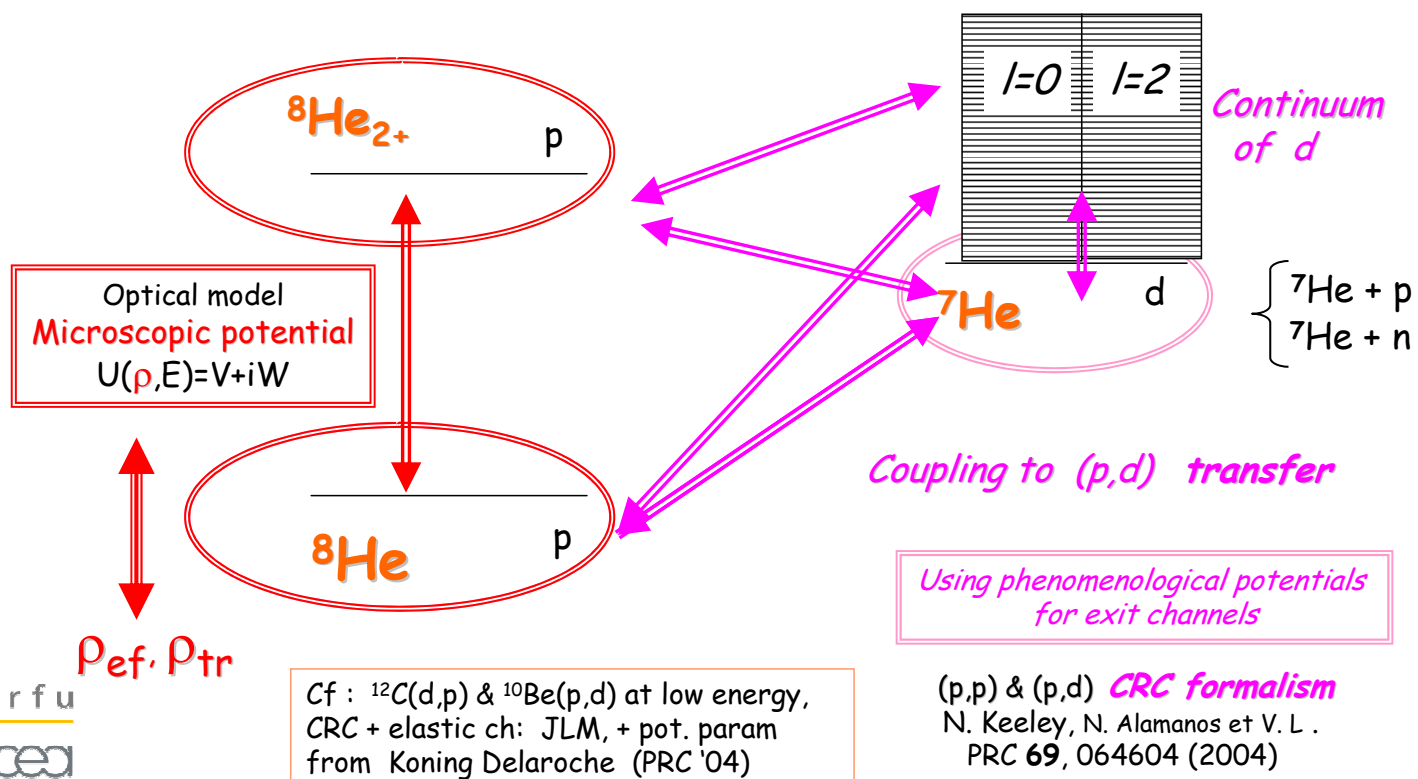 ⁸He₂₊
p
l=0
l=2
Continuum
of d
Optical model
Microscopic potential
U(ρ,E)=V+iW
⁷He
d
⁷He + p
⁷He + n
⁸He
p
Coupling to (p,d) transfer
Using phenomenological potentials
for exit channels
ρef, ρtr
Cf : ¹²C(d,p) & ¹⁰Be(p,d) at low energy,
CRC + elastic ch: JLM, + pot. param
from Koning Delaroche (PRC ‘04)
(p,p) & (p,d) CRC formalism
N. Keeley, N. Alamanos et V. L .
PRC 69, 064604 (2004)
rfu
cea